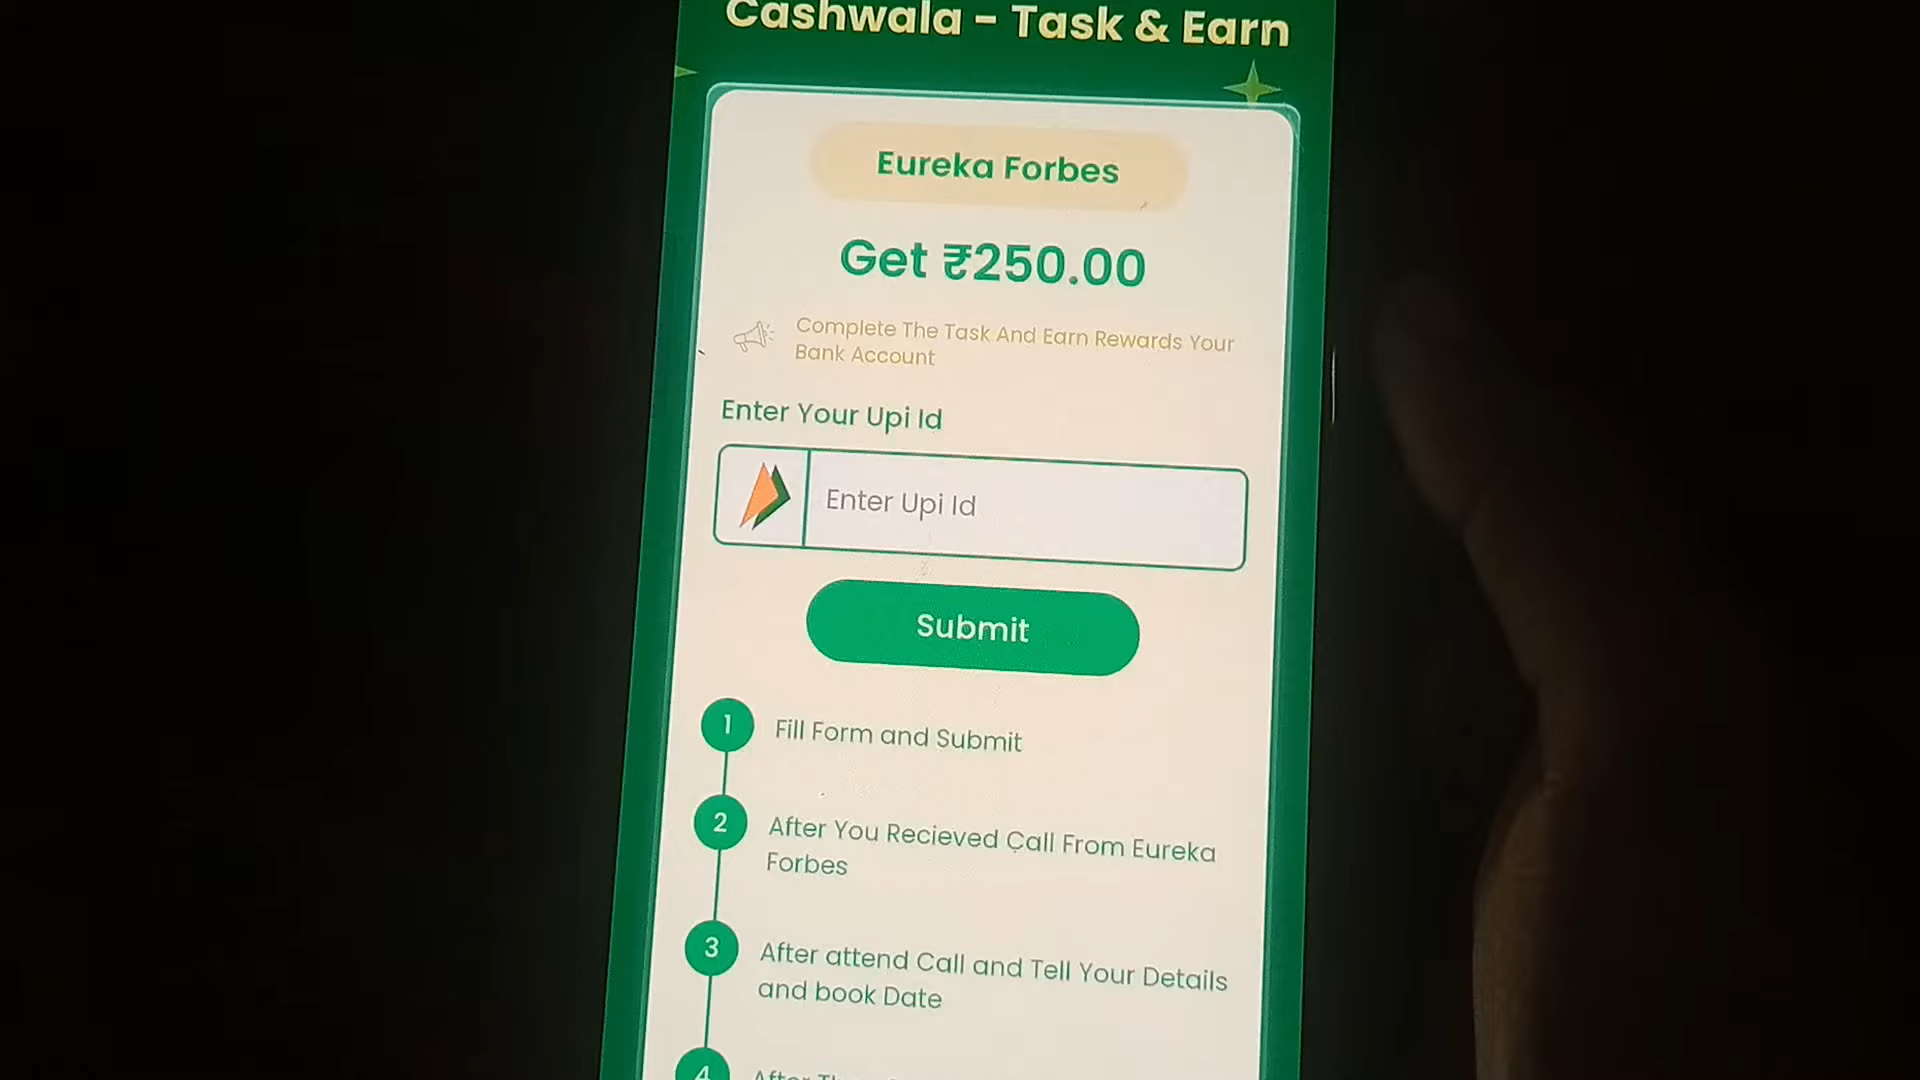 Cashwala - Task & Earn
Eureka Forbes
Get ₹250.00
Complete The Task And Earn Rewards Your
Bank Account
Enter Your Upi Id
Enter Upi Id
Submit
1 Fill Form and Submit
2 After You Recieved Call From Eureka
Forbes
3 After attend Call and Tell Your Details
and book Date
4 After